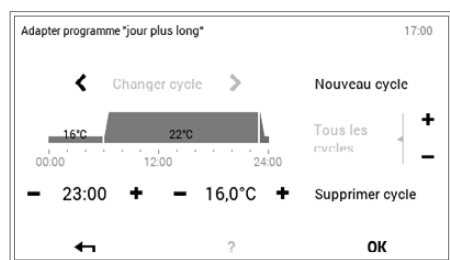 Adapter programme "jour plus long" 17:00
Changer cycle Nouveau cycle
16°C 22°C
Tous les
cycles
00:00 12:00 24:00
23:00 16,0°C Supprimer cycle
? OK